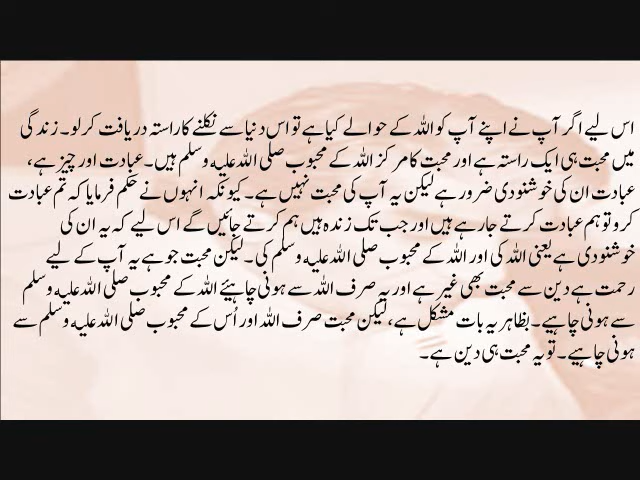 اس لیے اگر آپ نے اپنے آپ کو اللہ کے حوالے کیا ہے تو اس دنیا سے نکلنے کا راستہ دریافت کر لو۔ زندگی
میں محبت ہی ایک راستہ ہے اور محبت کا مرکز اللہ کے محبوب صلی اللہ علیہ وسلم ہیں۔ عبادت اور چیز ہے،
عبادت ان کی خوشنودی ضرور ہے لیکن یہ آپ کی محبت نہیں ہے۔ کیونکہ انہوں نے حکم فرمایا کہ تم عبادت
کرو تو ہم عبادت کرتے جا رہے ہیں اور جب تک زندہ ہیں ہم کرتے جائیں گے اس لیے کہ یہ ان کی
خوشنودی ہے یعنی اللہ کی اور اللہ کے محبوب صلی اللہ علیہ وسلم کی۔ لیکن محبت جو ہے یہ آپ کے لیے
رحمت ہے دین سے محبت بھی غیر ہے اور یہ صرف اللہ سے ہونی چاہیئے اللہ کے محبوب صلی اللہ علیہ وسلم
سے ہونی چاہیے۔ بظاہر یہ بات مشکل ہے، لیکن محبت صرف اللہ اور اُس کے محبوب صلی اللہ علیہ وسلم سے
ہونی چاہیے۔ تو یہ محبت ہی دین ہے۔